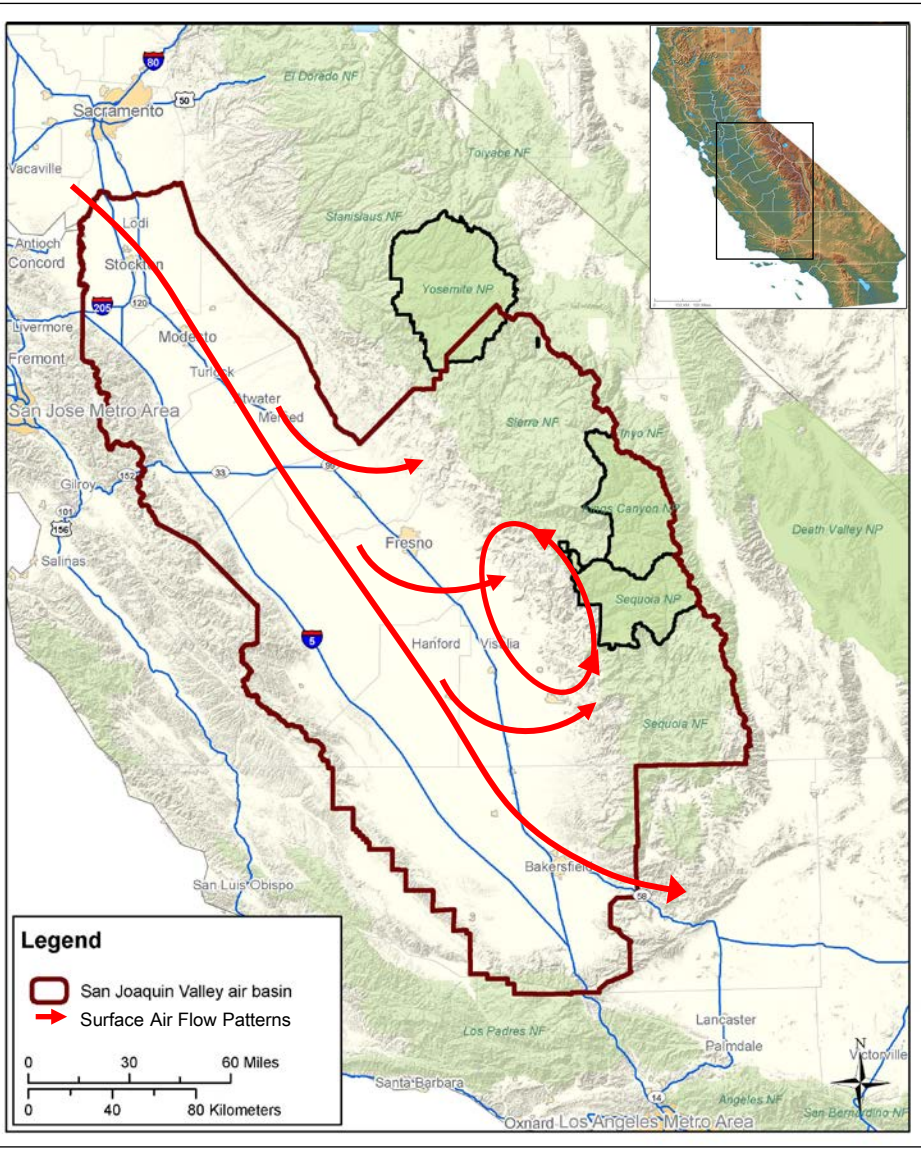 80
El Dorado NF
50
Sacramento
Toiyabe NF
Vacaville
Stanislaus NF
Lodi
Antioch
Concord
Stockton
Yosemite NP
205
120
Livermore
Modesto
Fremont
Turlock
Atwater
Merced
San Jose Metro Area
Sierra NF
Inyo NF
99
33
152
Gilroy
Kings Canyon NP
101
156
Death Valley NP
Fresno
Salinas
Sequoia NP
5
Hanford
Visalia
Sequoia NF
Bakersfield
San Luis Obispo
58
Legend
San Joaquin Valley air basin
Surface Air Flow Patterns
0 30 60 Miles
0 40 80 Kilometers
Los Padres NF
Lancaster
Palmdale
N
Victorville
Santa Barbara
14
Angeles NF
San Bernardino NF
Oxnard
Los Angeles Metro Area